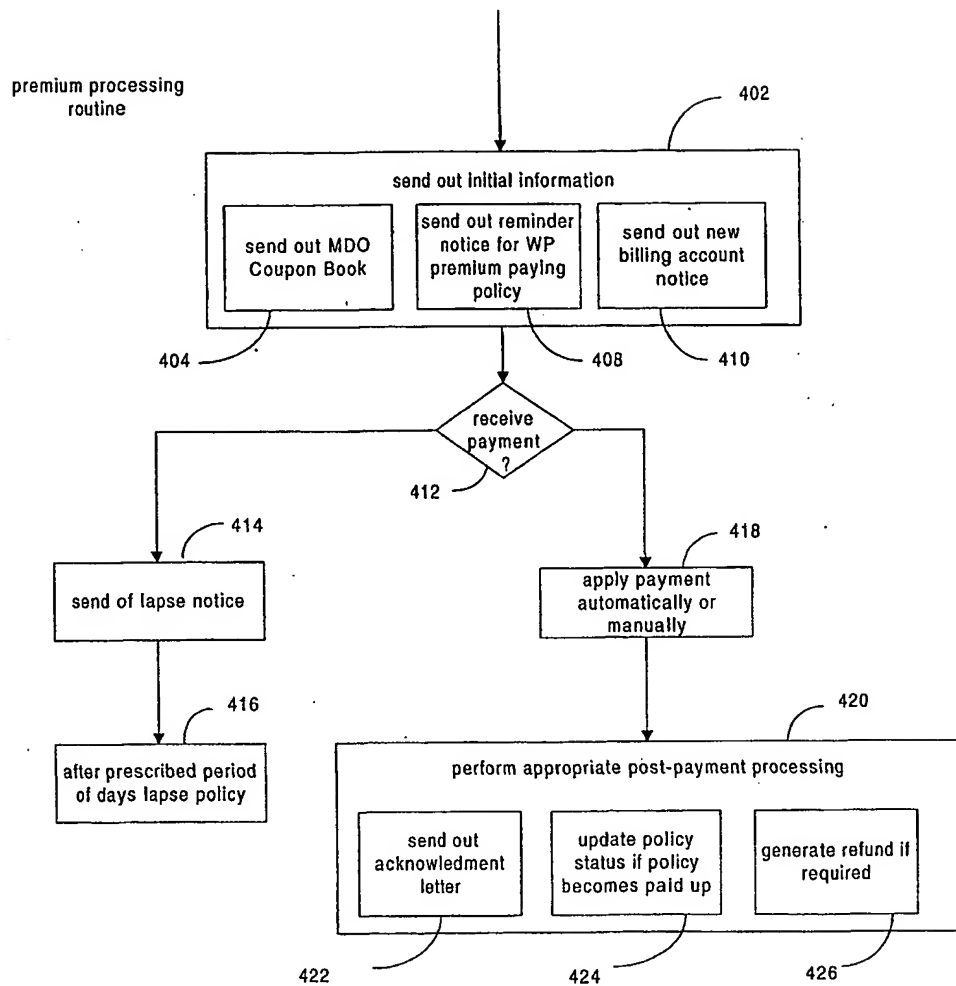 premium processing
routine
402
send out initial information
send out MDO
Coupon Book
send out reminder
notice for WP
premium paying
policy
send out new
billing account
notice
404
408
410
receive
payment
?
412
414
send of lapse notice
418
apply payment
automatically or
manually
416
after prescribed period
of days lapse policy
420
perform appropriate post-payment processing
send out
acknowledment
letter
update policy
status if policy
becomes paid up
generate refund if
required
422
424
426